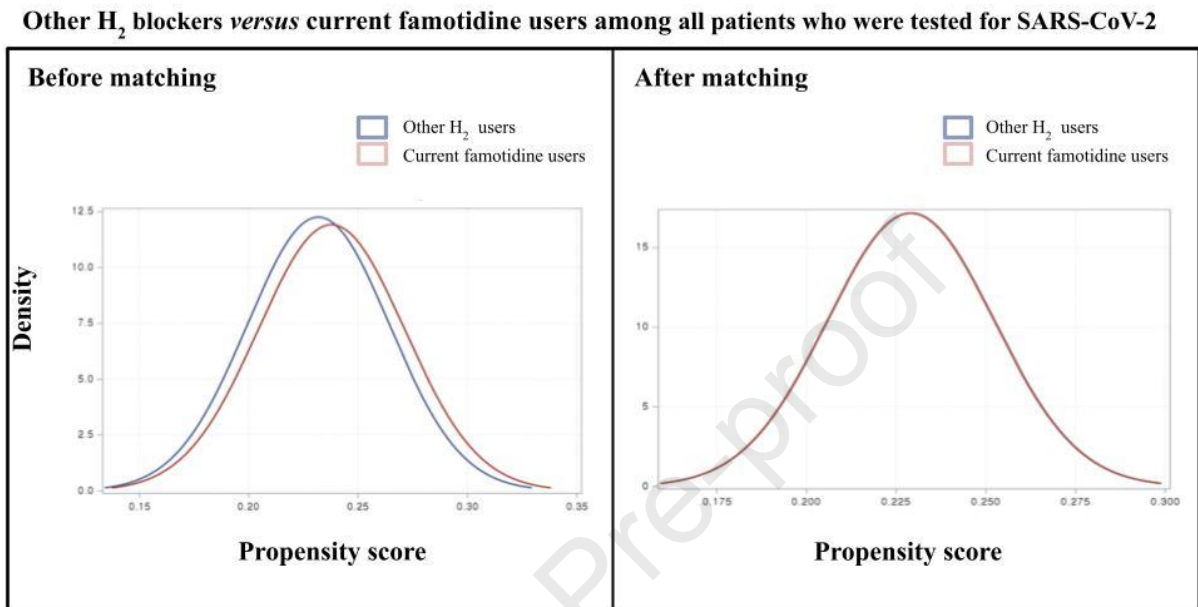 Other H2 blockers versus current famotidine users among all patients who were tested for SARS-CoV-2
Before matching
Other H2 users
Current famotidine users
12.5
10.0
7.5
5.0
2.5
0.0
0.15
0.20
0.25
0.30
0.35
Density
Propensity score
After matching
Other H2 users
Current famotidine users
15
10
5
0
0.175
0.200
0.225
0.250
0.275
0.300
Propensity score
Pre-proof